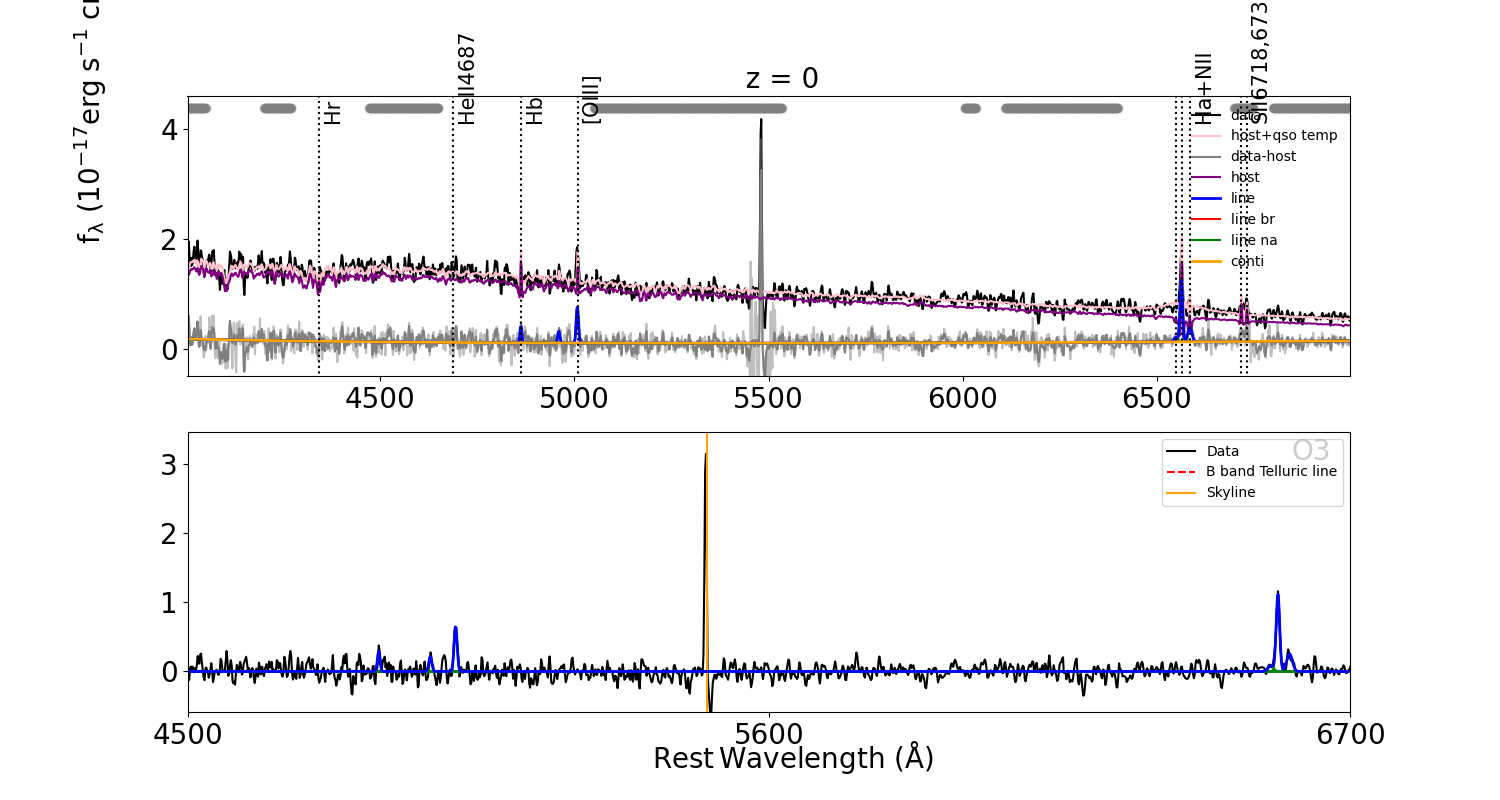 z = 0
f_λ (10^−17 erg s^−1 c
Hr
HeII4687
Hb
[OIII]
Ha+NII
SII6718,673
data
host+qso temp
data-host
host
line
line br
line na
conti
4
2
0
4500 5000 5500 6000 6500
O3
Data
B band Telluric line
Skyline
3
2
1
0
4500 5600 6700
Rest Wavelength (Å)